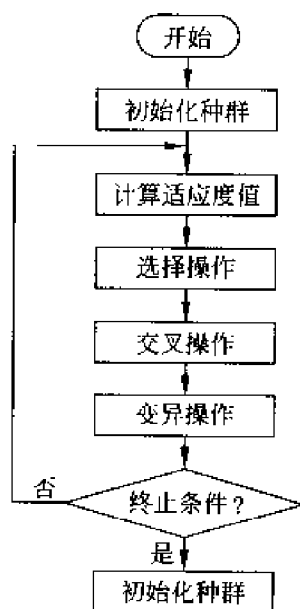 开始
初始化种群
计算适应度值
选择操作
交叉操作
变异操作
终止条件?
否
是
初始化种群